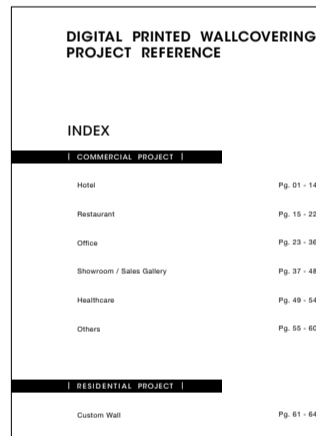 DIGITAL PRINTED WALLCOVERING
PROJECT REFERENCE
INDEX
| COMMERCIAL PROJECT |
Hotel Pg. 01 - 14
Restaurant Pg. 15 - 22
Office Pg. 23 - 36
Showroom / Sales Gallery Pg. 37 - 48
Healthcare Pg. 49 - 54
Others Pg. 55 - 60
| RESIDENTIAL PROJECT |
Custom Wall Pg. 61 - 64